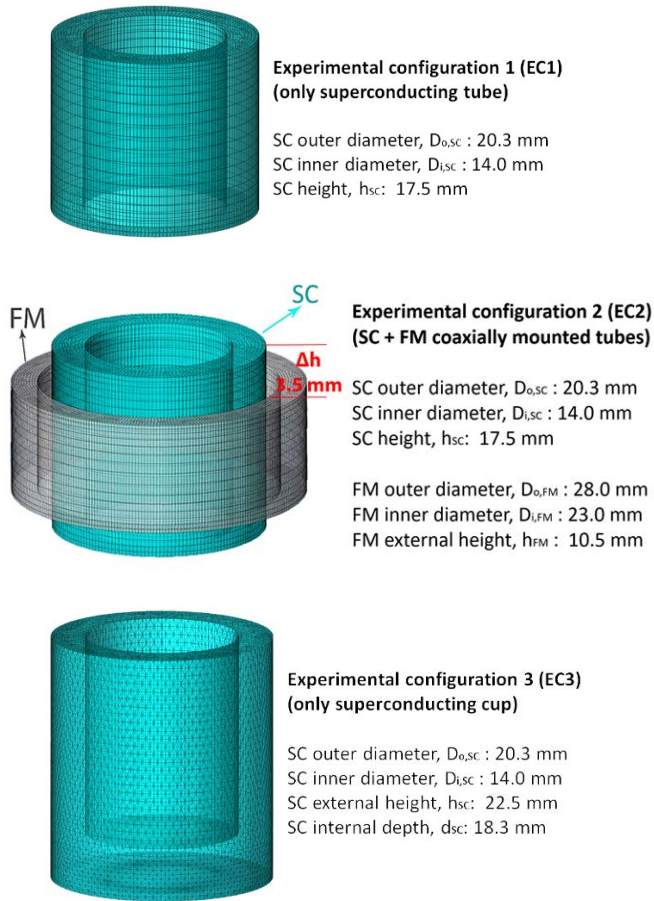 Experimental configuration 1 (EC1)
(only superconducting tube)
SC outer diameter, Do,SC : 20.3 mm
SC inner diameter, Di,SC : 14.0 mm
SC height, hSC: 17.5 mm
FM
SC
Δh
3.5 mm
Experimental configuration 2 (EC2)
(SC + FM coaxially mounted tubes)
SC outer diameter, Do,SC : 20.3 mm
SC inner diameter, Di,SC : 14.0 mm
SC height, hSC: 17.5 mm
FM outer diameter, Do,FM : 28.0 mm
FM inner diameter, Di,FM : 23.0 mm
FM external height, hFM : 10.5 mm
Experimental configuration 3 (EC3)
(only superconducting cup)
SC outer diameter, Do,SC : 20.3 mm
SC inner diameter, Di,SC : 14.0 mm
SC external height, hSC: 22.5 mm
SC internal depth, dSC: 18.3 mm